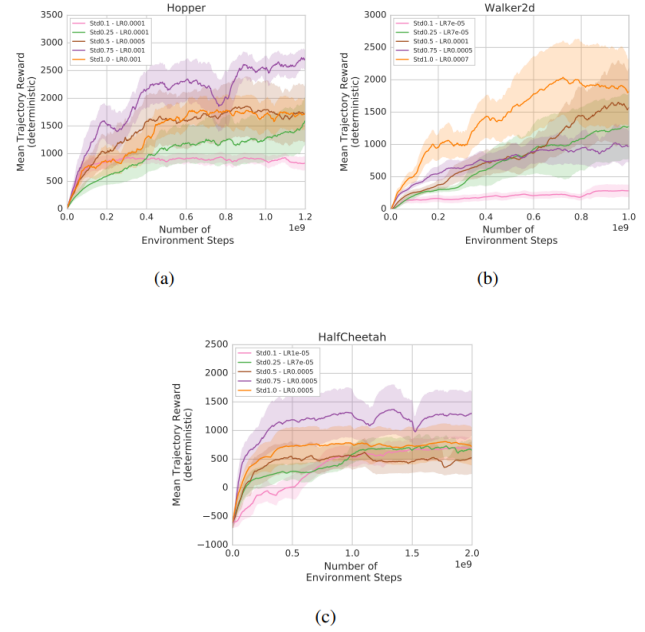 Hopper
3500
3000
2500
2000
1500
1000
500
0
Mean Trajectory Reward
(deterministic)
Std0.1 - LR0.0001
Std0.25 - LR0.0001
Std0.5 - LR0.0005
Std0.75 - LR0.001
Std1.0 - LR0.001
0.0 0.2 0.4 0.6 0.8 1.0 1.2
1e9
Number of
Environment Steps
(a)
Walker2d
3000
2500
2000
1500
1000
500
0
Mean Trajectory Reward
(deterministic)
Std0.1 - LR7e-05
Std0.25 - LR7e-05
Std0.5 - LR0.0001
Std0.75 - LR0.0005
Std1.0 - LR0.0007
0.0 0.2 0.4 0.6 0.8 1.0
1e9
Number of
Environment Steps
(b)
HalfCheetah
2500
2000
1500
1000
500
0
−500
−1000
Mean Trajectory Reward
(deterministic)
Std0.1 - LR1e-05
Std0.25 - LR7e-05
Std0.5 - LR0.0005
Std0.75 - LR0.0005
Std1.0 - LR0.0005
0.0 0.5 1.0 1.5 2.0
1e9
Number of
Environment Steps
(c)